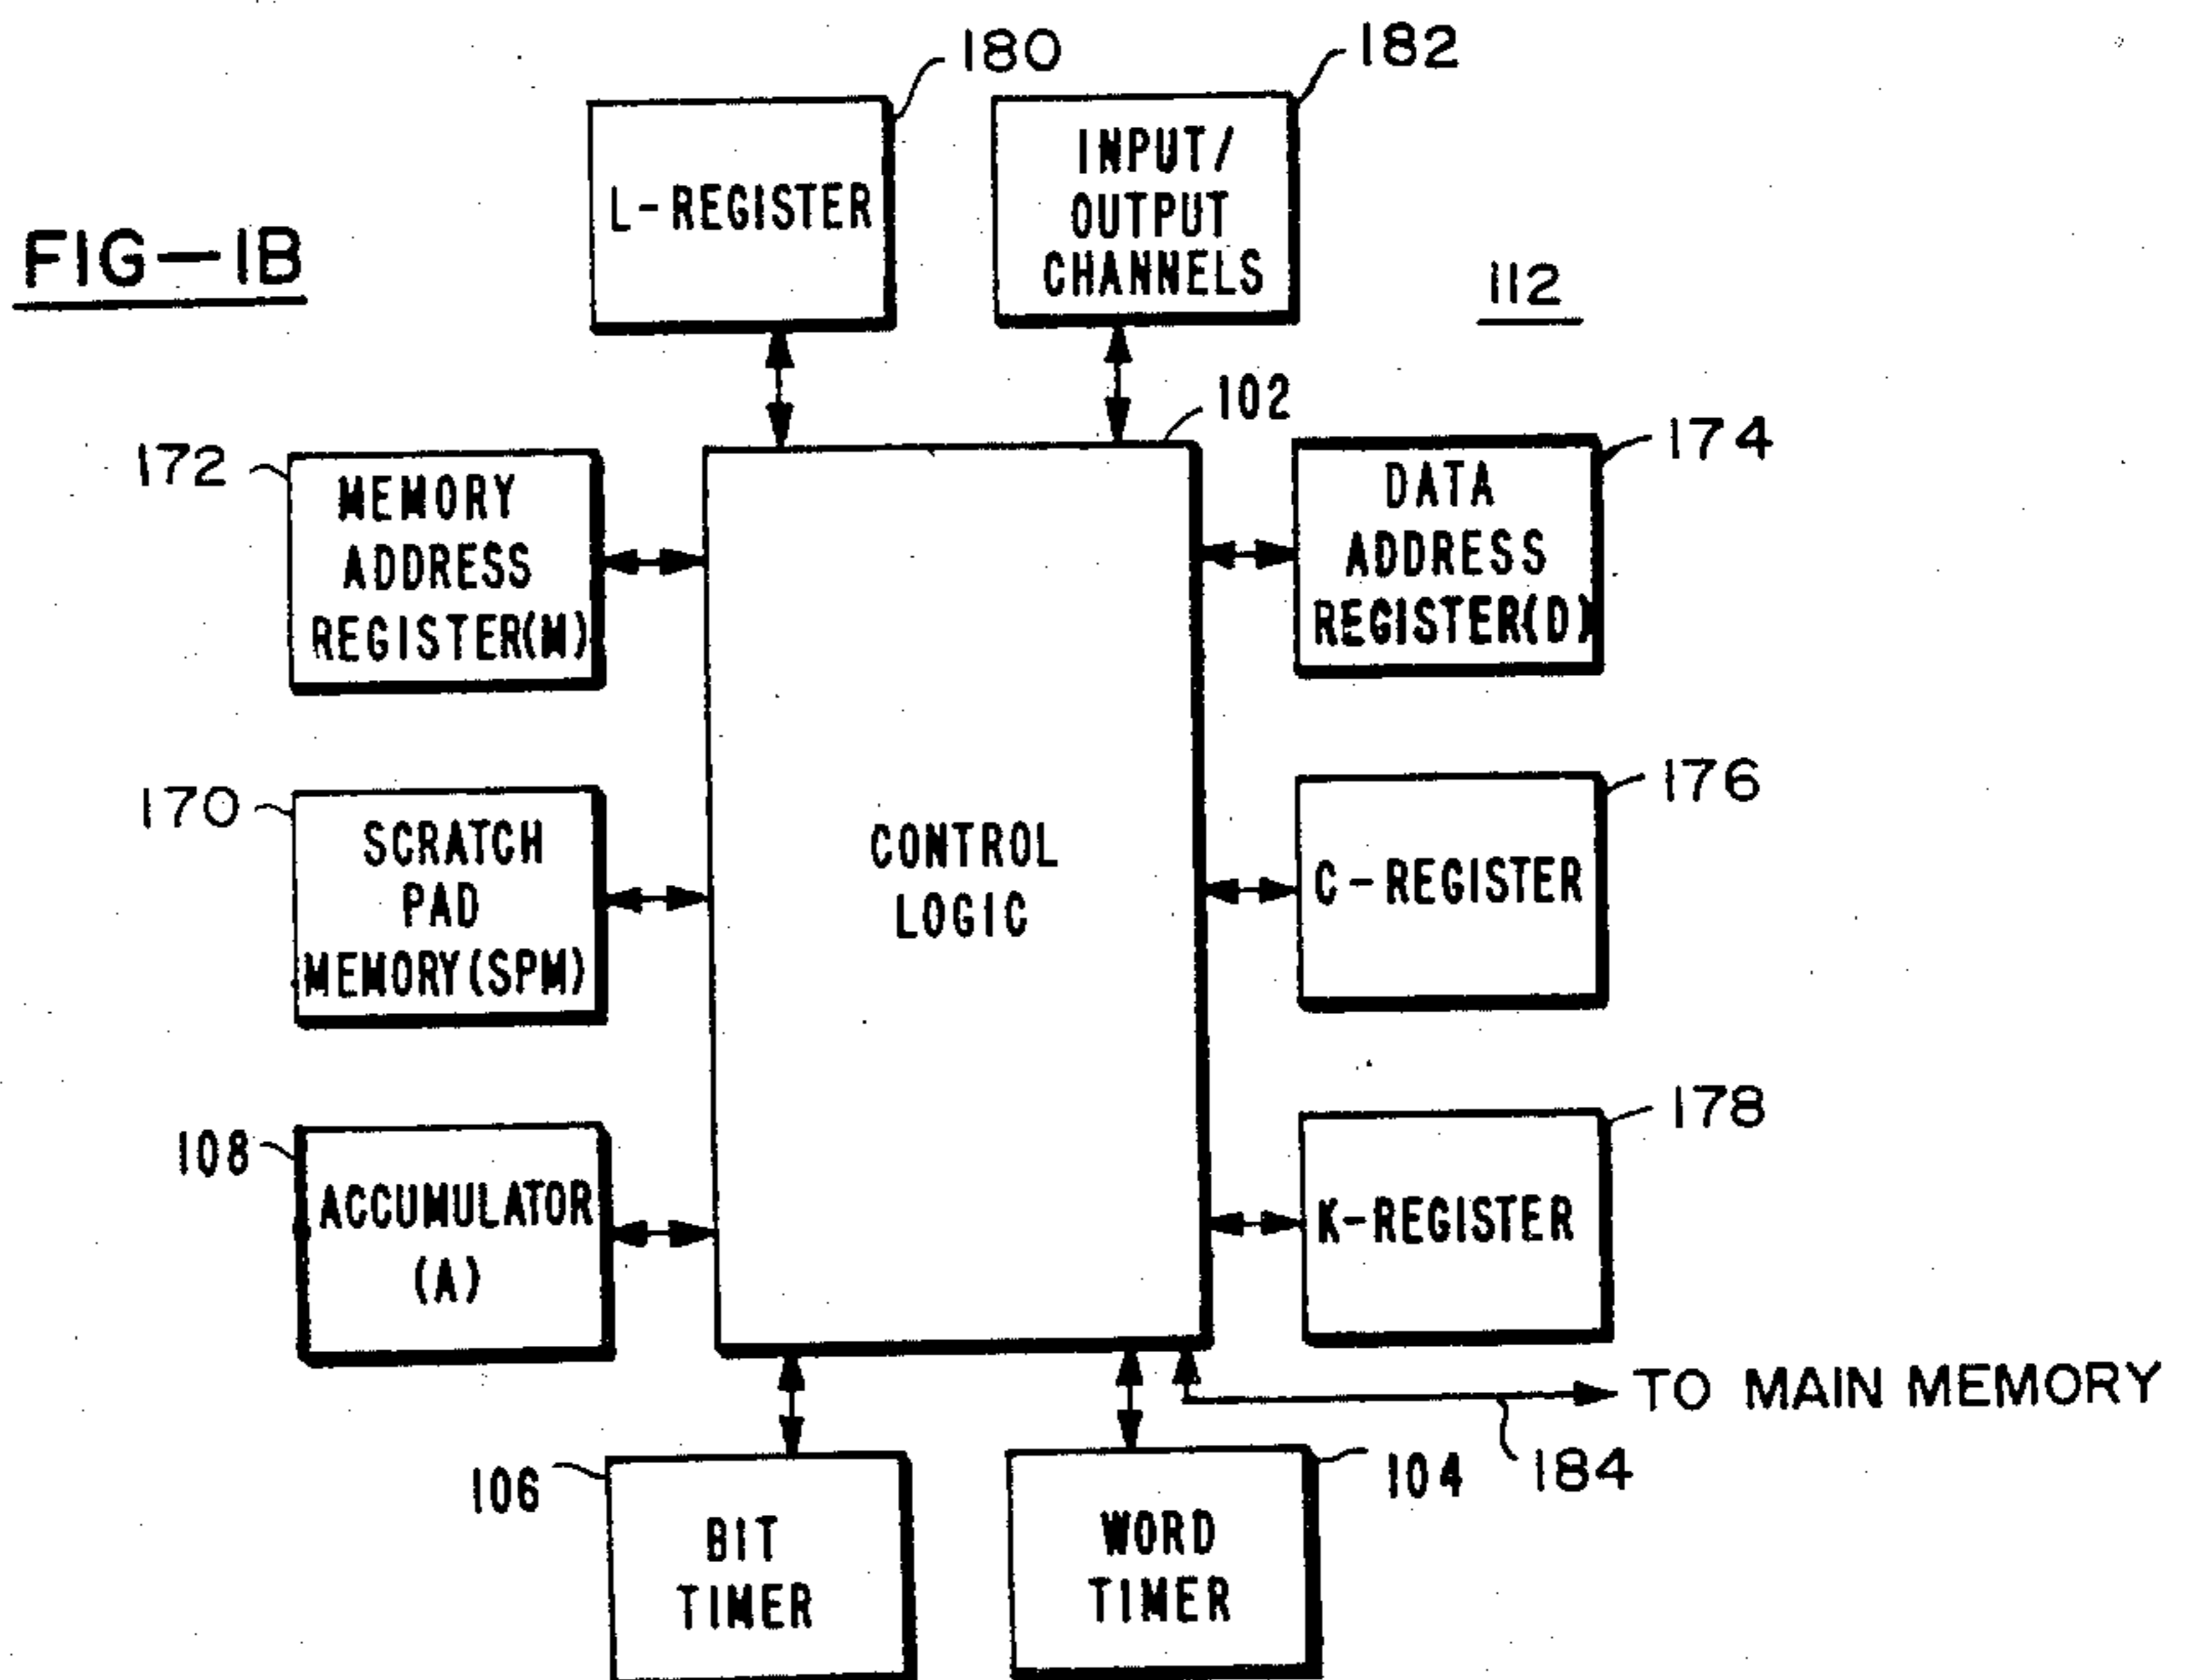 180
182
L-REGISTER
INPUT/
OUTPUT
CHANNELS
FIG-1B
112
102
172
MEMORY
ADDRESS
REGISTER(M)
174
DATA
ADDRESS
REGISTER(D)
170
SCRATCH
PAD
MEMORY(SPM)
CONTROL
LOGIC
176
C-REGISTER
108
ACCUMULATOR
(A)
178
K-REGISTER
TO MAIN MEMORY
184
106
BIT
TIMER
104
WORD
TIMER